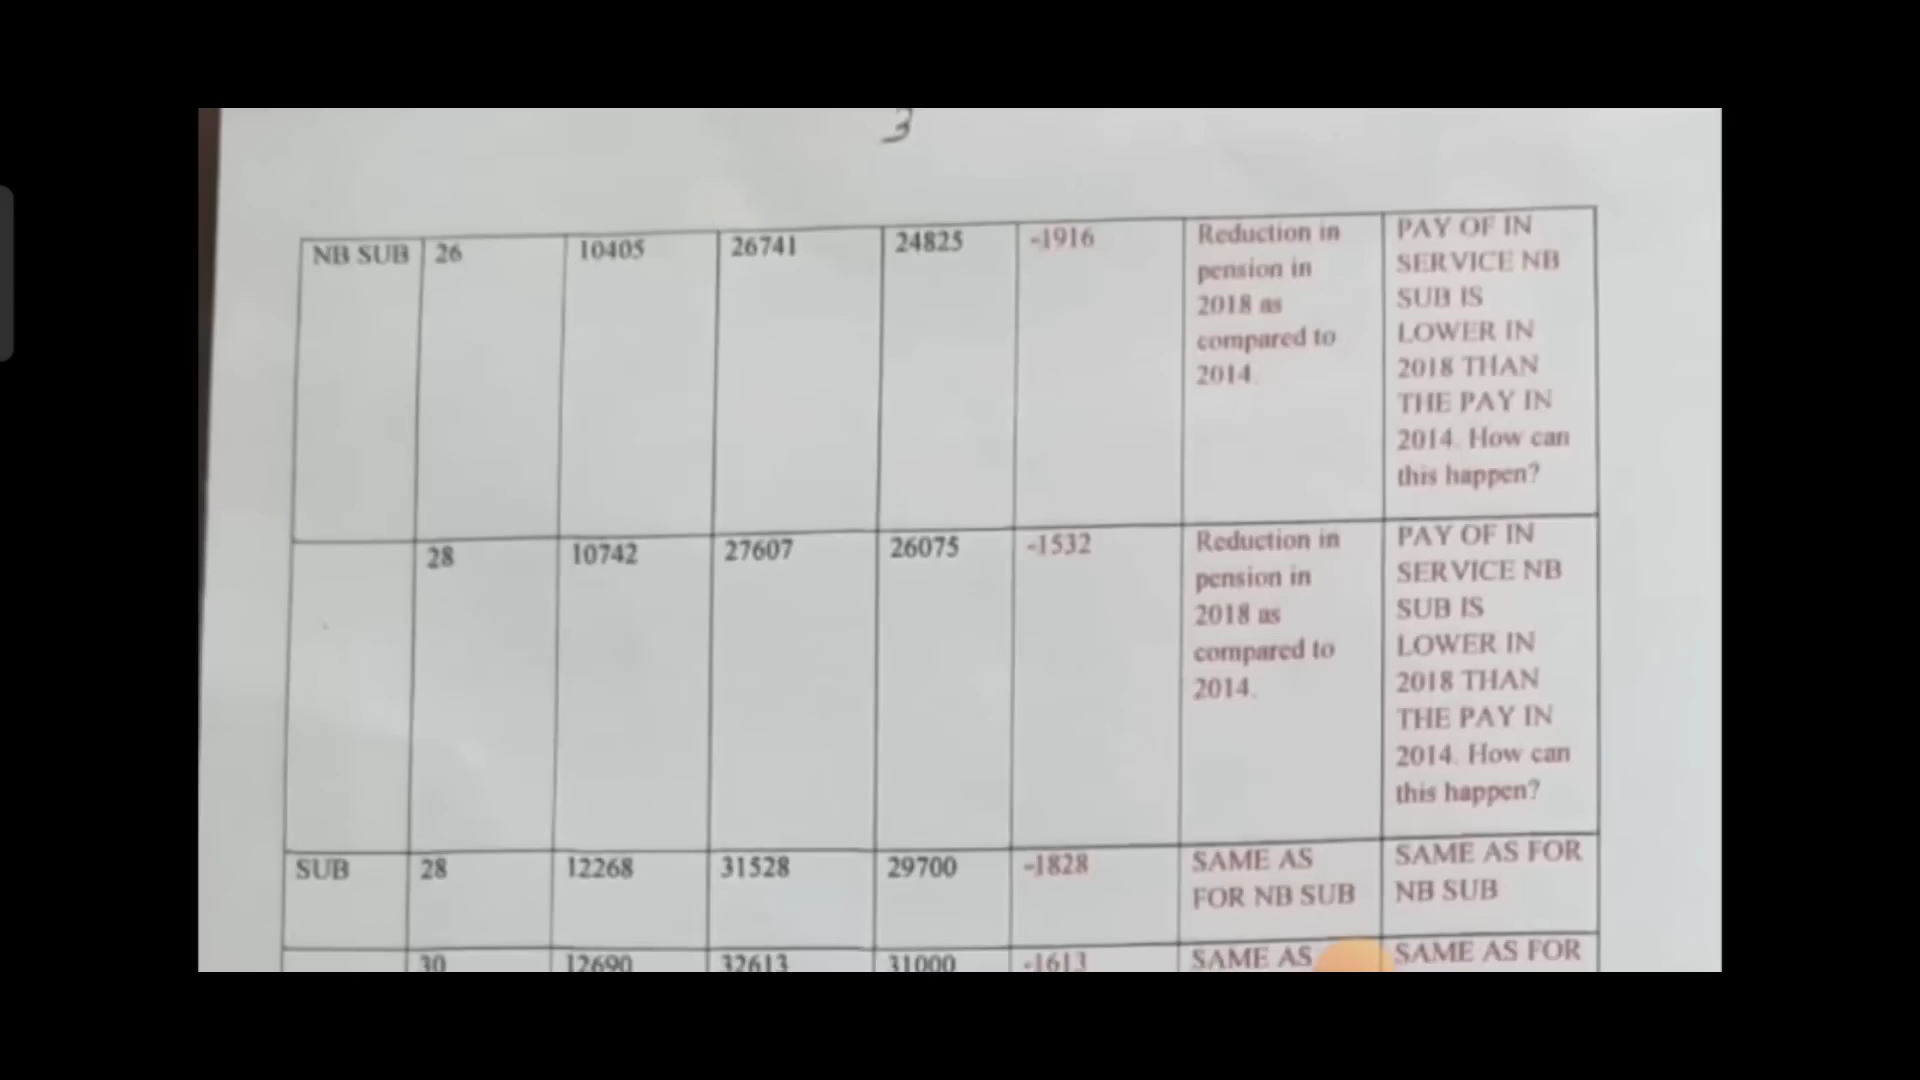 3
NB SUB 26 10405 26741 24825 -1916
Reduction in
pension in
2018 as
compared to
2014.
PAY OF IN
SERVICE NB
SUB IS
LOWER IN
2018 THAN
THE PAY IN
2014. How can
this happen?
28 10742 27607 26075 -1532
Reduction in
pension in
2018 as
compared to
2014.
PAY OF IN
SERVICE NB
SUB IS
LOWER IN
2018 THAN
THE PAY IN
2014. How can
this happen?
SUB 28 12268 31528 29700 -1828
SAME AS
FOR NB SUB
SAME AS FOR
NB SUB
30 12690 32613 31000 -1613
SAME AS
SAME AS FOR